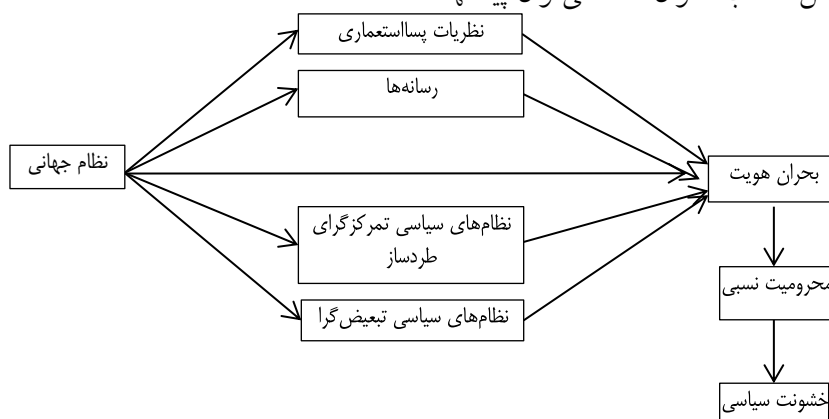 نظریات پسااستعماری
رسانه‌ها
نظام جهانی
بحران هویت
نظام‌های سیاسی تمرکزگرای
طردساز
محرومیت نسبی
نظام‌های سیاسی تبعیض‌گرا
خشونت سیاسی